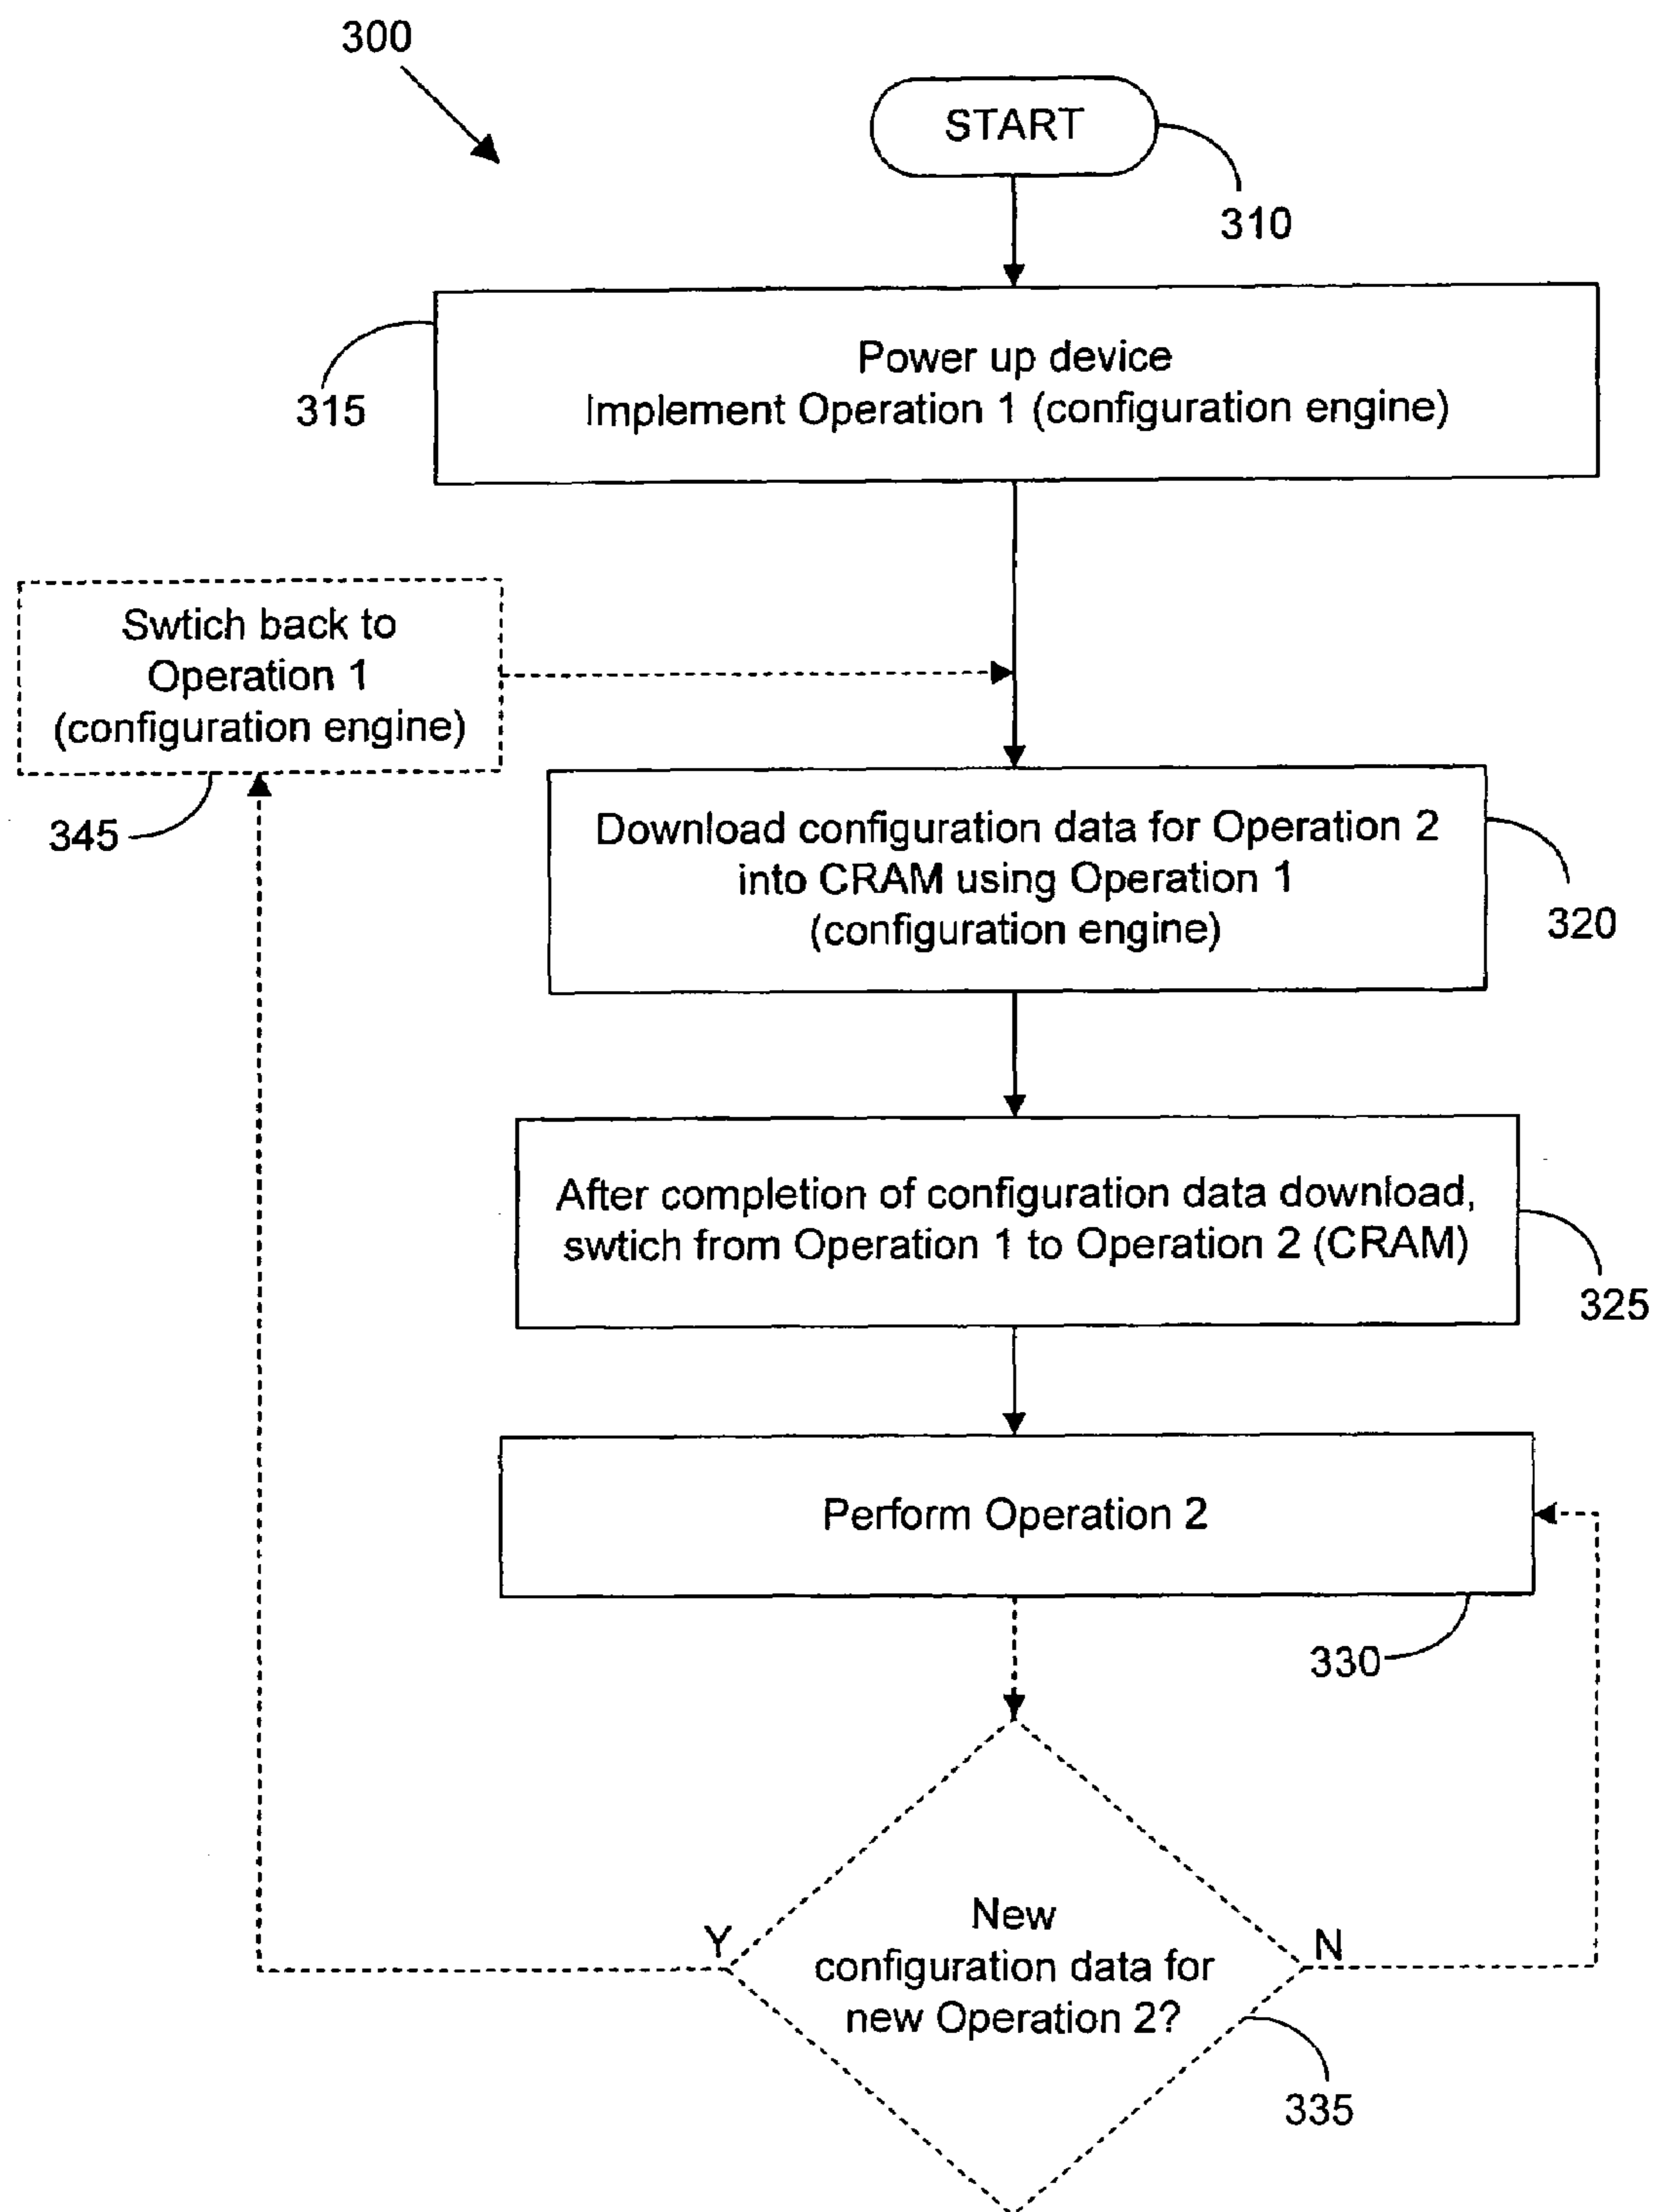 300
START
310
Power up device
Implement Operation 1 (configuration engine)
315
Swtich back to
Operation 1
(configuration engine)
345
Download configuration data for Operation 2
into CRAM using Operation 1
(configuration engine)
320
After completion of configuration data download,
swtich from Operation 1 to Operation 2 (CRAM)
325
Perform Operation 2
330
New
configuration data for
new Operation 2?
Y
N
335